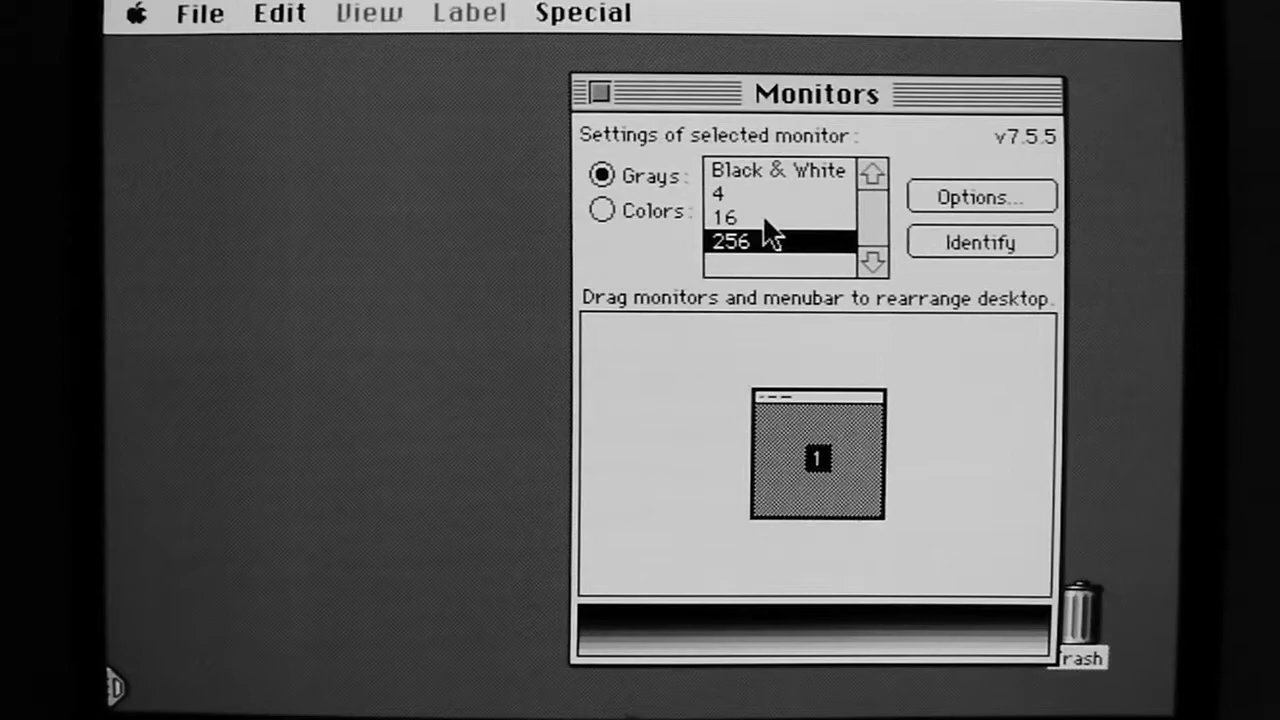 File Edit View Label Special
Monitors
Settings of selected monitor :
v7.5.5
Grays :
Colors :
Black & White
4
16
256
Options...
Identify
Drag monitors and menubar to rearrange desktop.
1
rash